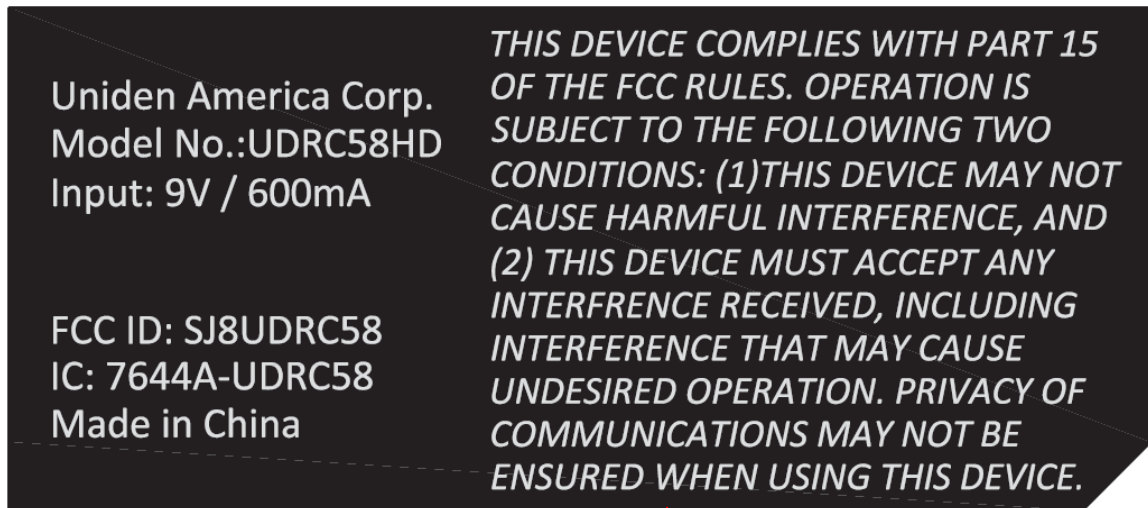 Uniden America Corp.
Model No.:UDRC58HD
Input: 9V / 600mA
FCC ID: SJ8UDRC58
IC: 7644A-UDRC58
Made in China
THIS DEVICE COMPLIES WITH PART 15
OF THE FCC RULES. OPERATION IS
SUBJECT TO THE FOLLOWING TWO
CONDITIONS: (1)THIS DEVICE MAY NOT
CAUSE HARMFUL INTERFERENCE, AND
(2) THIS DEVICE MUST ACCEPT ANY
INTERFRENCE RECEIVED, INCLUDING
INTERFERENCE THAT MAY CAUSE
UNDESIRED OPERATION. PRIVACY OF
COMMUNICATIONS MAY NOT BE
ENSURED WHEN USING THIS DEVICE.